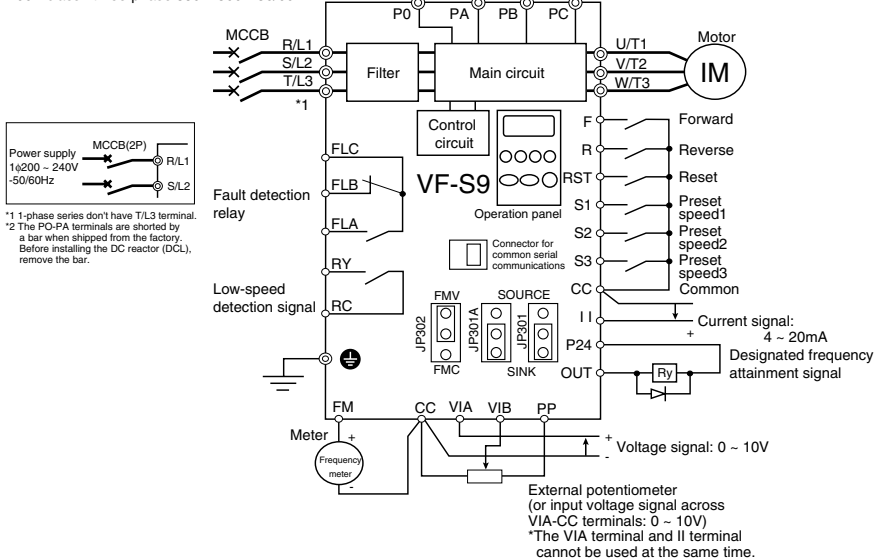 P0 PA PB PC
MCCB
R/L1
S/L2
T/L3
*1
Filter
Main circuit
U/T1
V/T2
W/T3
Motor
IM
Control
circuit
Power supply
1ϕ200 ~ 240V
-50/60Hz
MCCB(2P)
R/L1
S/L2
*1 1-phase series don't have T/L3 terminal.
*2 The PO-PA terminals are shorted by
a bar when shipped from the factory.
Before installing the DC reactor (DCL),
remove the bar.
Fault detection
relay
FLC
FLB
FLA
Low-speed
detection signal
RY
RC
VF-S9
Operation panel
Connector for
common serial
communications
F Forward
R Reverse
RST Reset
S1 Preset
speed1
S2 Preset
speed2
S3 Preset
speed3
CC Common
II
+
Current signal:
4 ~ 20mA
P24
OUT
Ry
Designated frequency
attainment signal
FMV
JP302
FMC
SOURCE
JP301A
JP301
SINK
FM CC VIA VIB PP
Meter
+
Frequency
meter
-
+
-
Voltage signal: 0 ~ 10V
External potentiometer
(or input voltage signal across
VIA-CC terminals: 0 ~ 10V)
*The VIA terminal and II terminal
cannot be used at the same time.